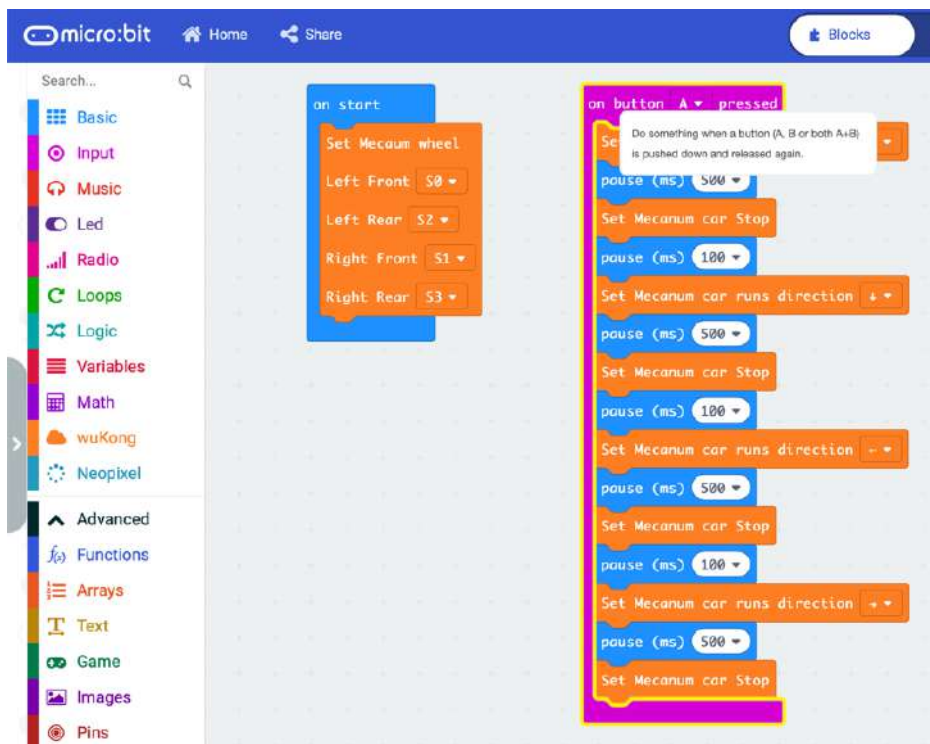 micro:bit Home Share Blocks
Search...
Basic
Input
Music
Led
Radio
Loops
Logic
Variables
Math
wuKong
Neopixel
Advanced
Functions
Arrays
Text
Game
Images
Pins
on start
Set Mecaum wheel
Left Front S0
Left Rear S2
Right Front S1
Right Rear S3
on button A pressed
Do something when a button (A, B or both A+B)
is pushed down and released again.
Se
pause (ms) 500
Set Mecanum car Stop
pause (ms) 100
Set Mecanum car runs direction ↓
pause (ms) 500
Set Mecanum car Stop
pause (ms) 100
Set Mecanum car runs direction ←
pause (ms) 500
Set Mecanum car Stop
pause (ms) 100
Set Mecanum car runs direction →
pause (ms) 500
Set Mecanum car Stop